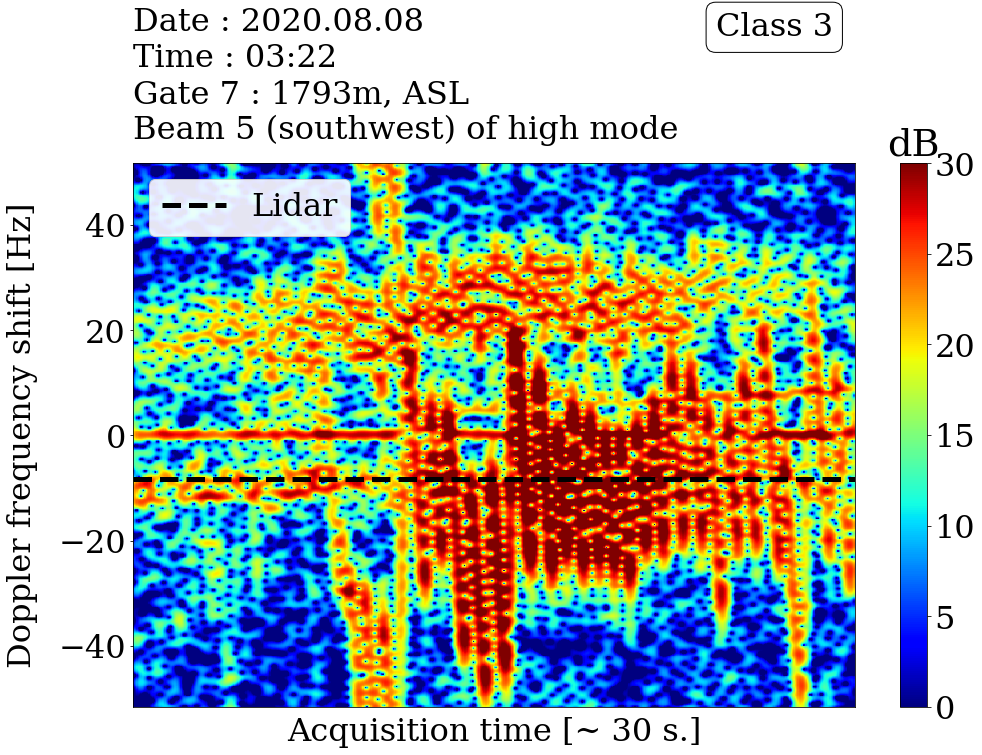 Date : 2020.08.08
Time : 03:22
Gate 7 : 1793m, ASL
Beam 5 (southwest) of high mode
Class 3
dB
30
25
20
15
10
5
0
Lidar
Doppler frequency shift [Hz]
40
20
0
−20
−40
Acquisition time [~ 30 s.]